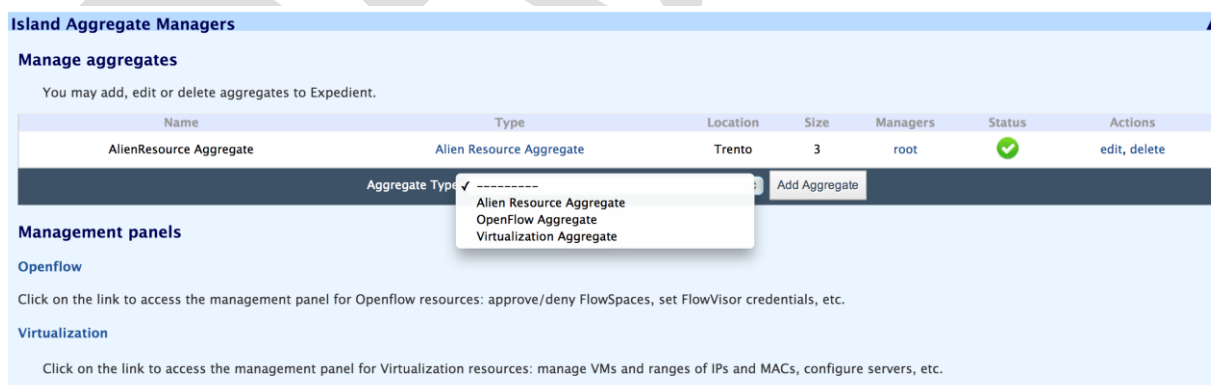 Island Aggregate Managers
Manage aggregates
You may add, edit or delete aggregates to Expedient.
Name Type Location Size Managers Status Actions
AlienResource Aggregate Alien Resource Aggregate Trento 3 root edit, delete
Aggregate Type ✓ --------- Add Aggregate
Alien Resource Aggregate
OpenFlow Aggregate
Virtualization Aggregate
Management panels
Openflow
Click on the link to access the management panel for Openflow resources: approve/deny FlowSpaces, set FlowVisor credentials, etc.
Virtualization
Click on the link to access the management panel for Virtualization resources: manage VMs and ranges of IPs and MACs, configure servers, etc.